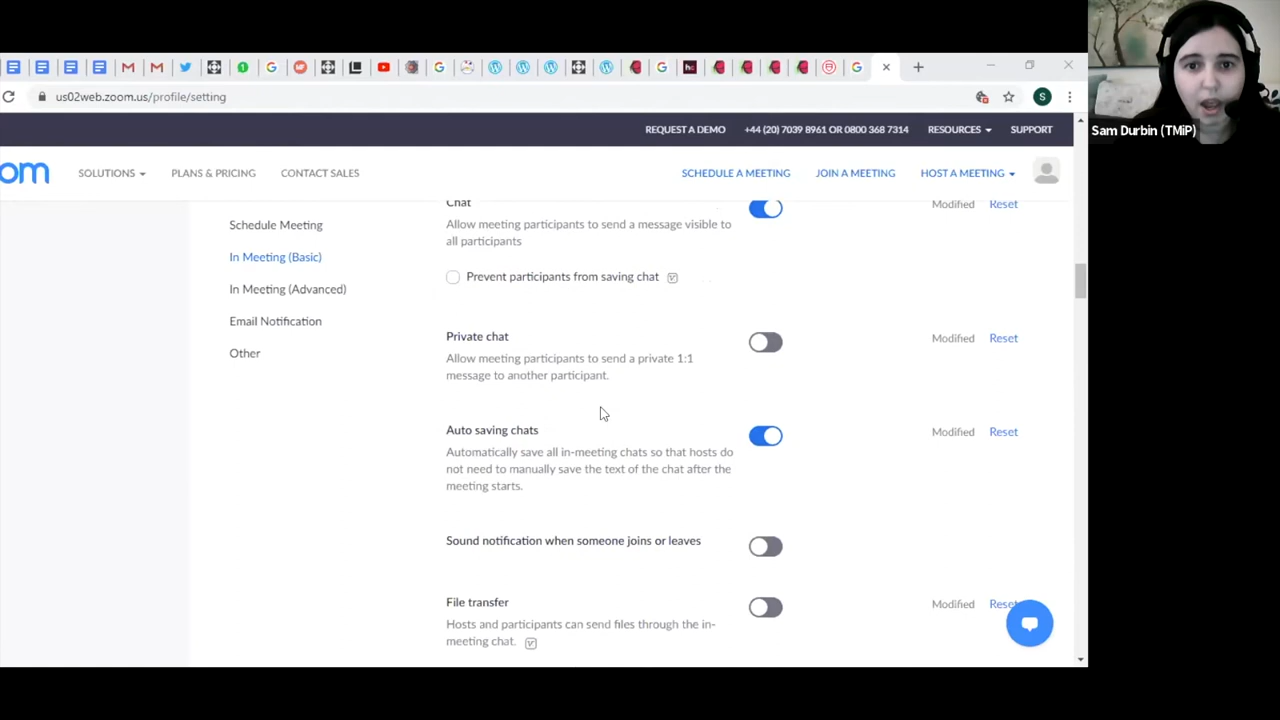 us02web.zoom.us/profile/setting
S
Sam Durbin (TMiP)
REQUEST A DEMO +44 (20) 7039 8961 OR 0800 368 7314 RESOURCES SUPPORT
om SOLUTIONS PLANS & PRICING CONTACT SALES SCHEDULE A MEETING JOIN A MEETING HOST A MEETING
Schedule Meeting
In Meeting (Basic)
In Meeting (Advanced)
Email Notification
Other
Chat
Modified Reset
Allow meeting participants to send a message visible to
all participants
Prevent participants from saving chat
Private chat
Modified Reset
Allow meeting participants to send a private 1:1
message to another participant.
Auto saving chats
Modified Reset
Automatically save all in-meeting chats so that hosts do
not need to manually save the text of the chat after the
meeting starts.
Sound notification when someone joins or leaves
File transfer
Modified Reset
Hosts and participants can send files through the in-
meeting chat.